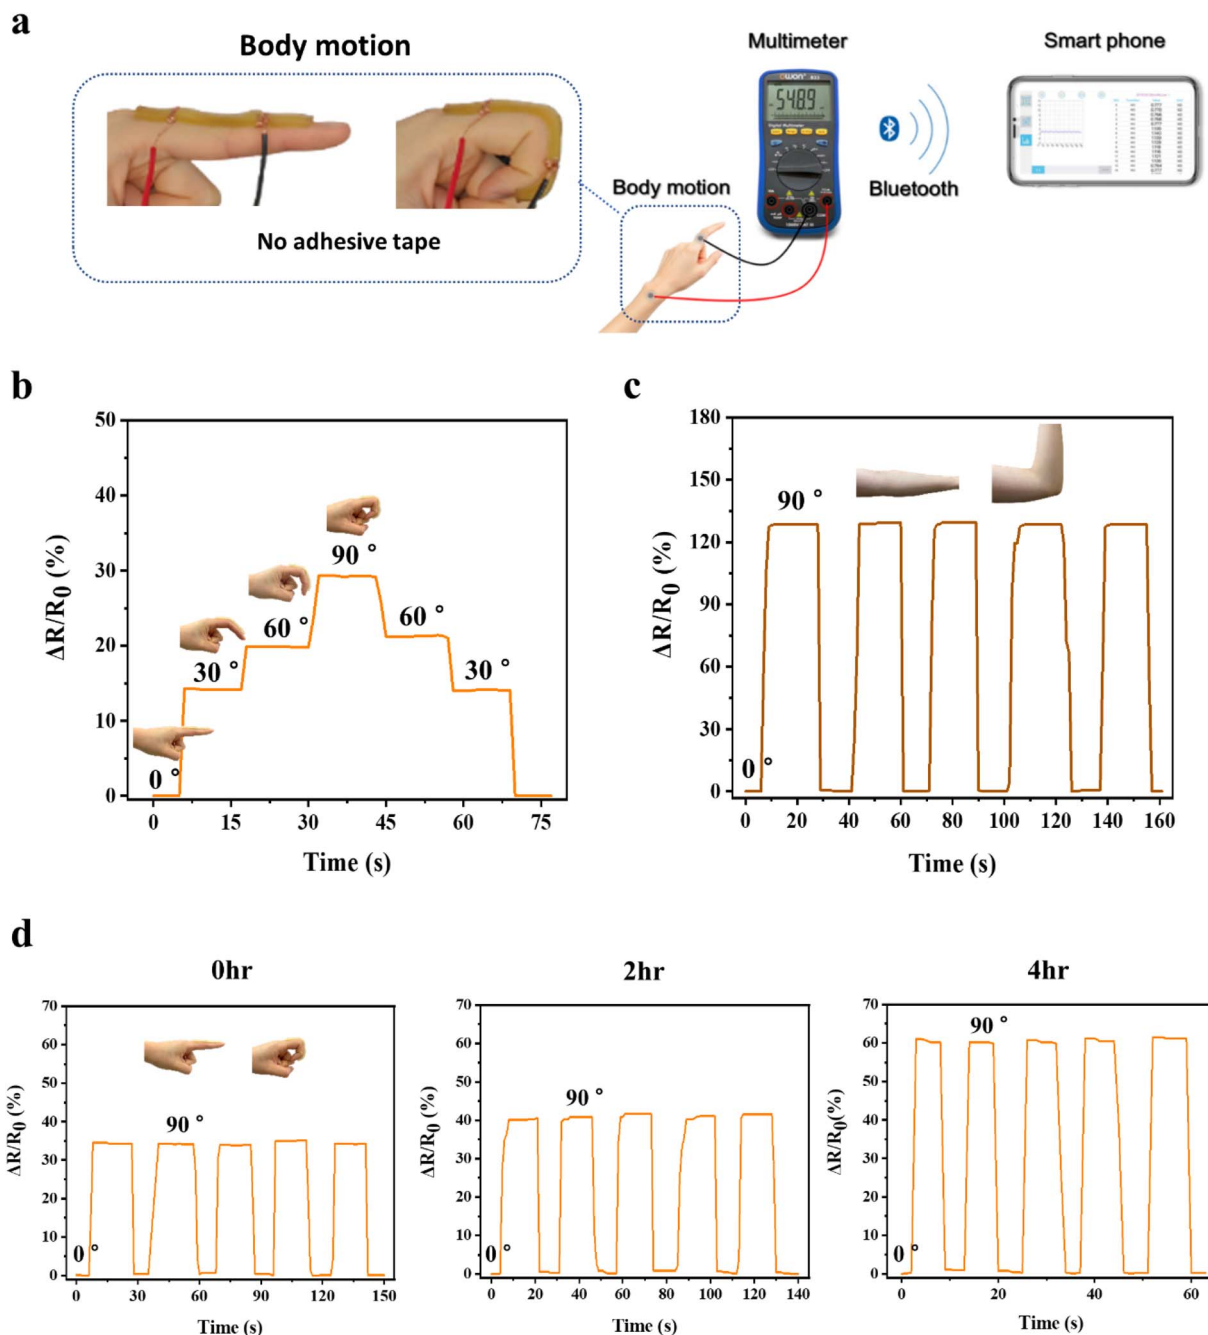 a
Body motion
No adhesive tape
Multimeter
OWON
54.8.9
Bluetooth
Smart phone
Body motion
b
50
40
30
20
10
0
ΔR/R0 (%)
0 °
30 °
60 °
90 °
60 °
30 °
0 15 30 45 60 75
Time (s)
c
180
150
120
90
60
30
0
ΔR/R0 (%)
90 °
0 °
0 20 40 60 80 100 120 140 160
Time (s)
d
0hr
70
60
50
40
30
20
10
0
ΔR/R0 (%)
90 °
0 °
0 30 60 90 120 150
Time (s)
2hr
70
60
50
40
30
20
10
0
ΔR/R0 (%)
90 °
0 °
0 20 40 60 80 100 120 140
Time (s)
4hr
70
60
50
40
30
20
10
0
ΔR/R0(%)
90 °
0 °
0 20 40 60
Time (s)